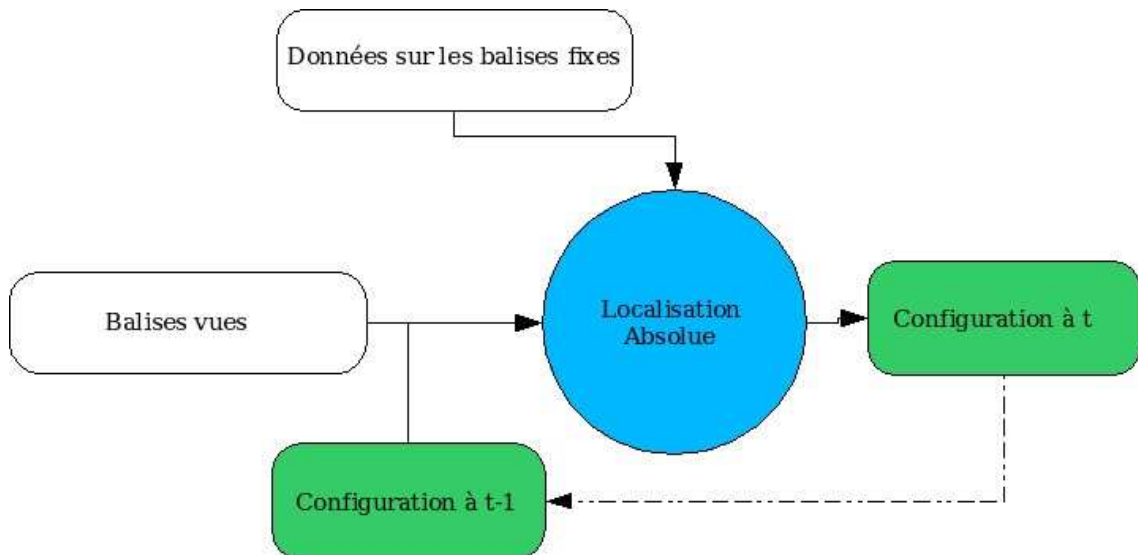 Données sur les balises fixes
Balises vues
Localisation
Absolue
Configuration à t
Configuration à t-1